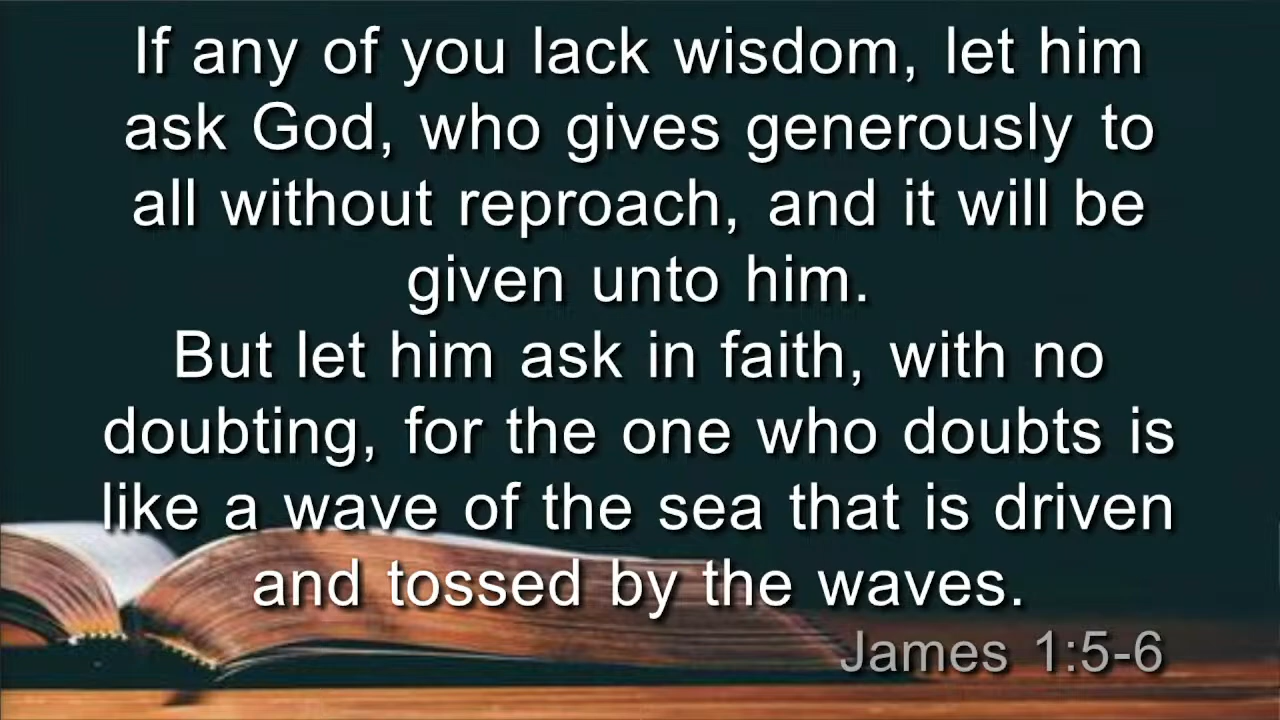 If any of you lack wisdom, let him
ask God, who gives generously to
all without reproach, and it will be
given unto him.
But let him ask in faith, with no
doubting, for the one who doubts is
like a wave of the sea that is driven
and tossed by the waves.
James 1:5-6